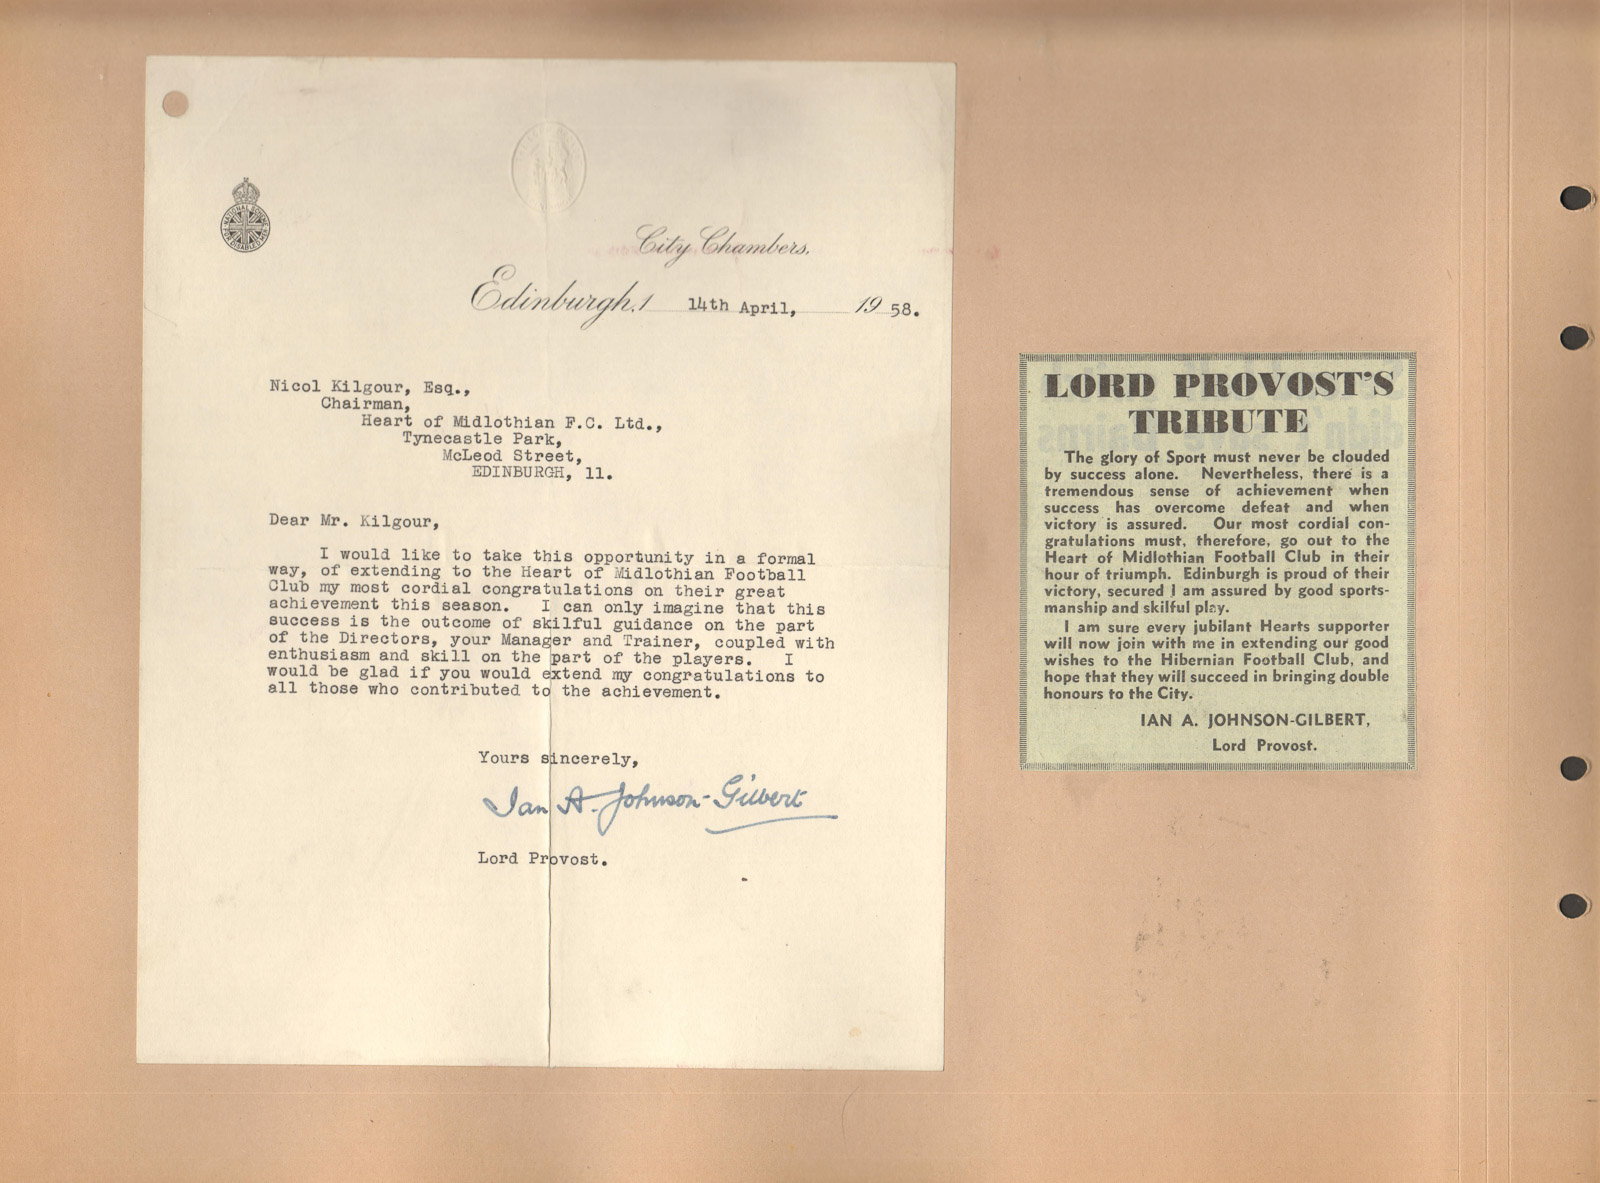 NATIONAL SCHEME
FOR DISABLED MEN
City Chambers.
Edinburgh.1 14th April, 19 58.
Nicol Kilgour, Esq.,
Chairman,
Heart of Midlothian F.C. Ltd.,
Tynecastle Park,
McLeod Street,
EDINBURGH, 11.
Dear Mr. Kilgour,
I would like to take this opportunity in a formal
way, of extending to the Heart of Midlothian Football
Club my most cordial congratulations on their great
achievement this season. I can only imagine that this
success is the outcome of skilful guidance on the part
of the Directors, your Manager and Trainer, coupled with
enthusiasm and skill on the part of the players. I
would be glad if you would extend my congratulations to
all those who contributed to the achievement.
Yours sincerely,
Ian A. Johnson-Gilbert
Lord Provost.
LORD PROVOST'S
TRIBUTE
The glory of Sport must never be clouded
by success alone. Nevertheless, there is a
tremendous sense of achievement when
success has overcome defeat and when
victory is assured. Our most cordial con-
gratulations must, therefore, go out to the
Heart of Midlothian Football Club in their
hour of triumph. Edinburgh is proud of their
victory, secured I am assured by good sports-
manship and skilful play.
I am sure every jubilant Hearts supporter
will now join with me in extending our good
wishes to the Hibernian Football Club, and
hope that they will succeed in bringing double
honours to the City.
IAN A. JOHNSON-GILBERT,
Lord Provost.